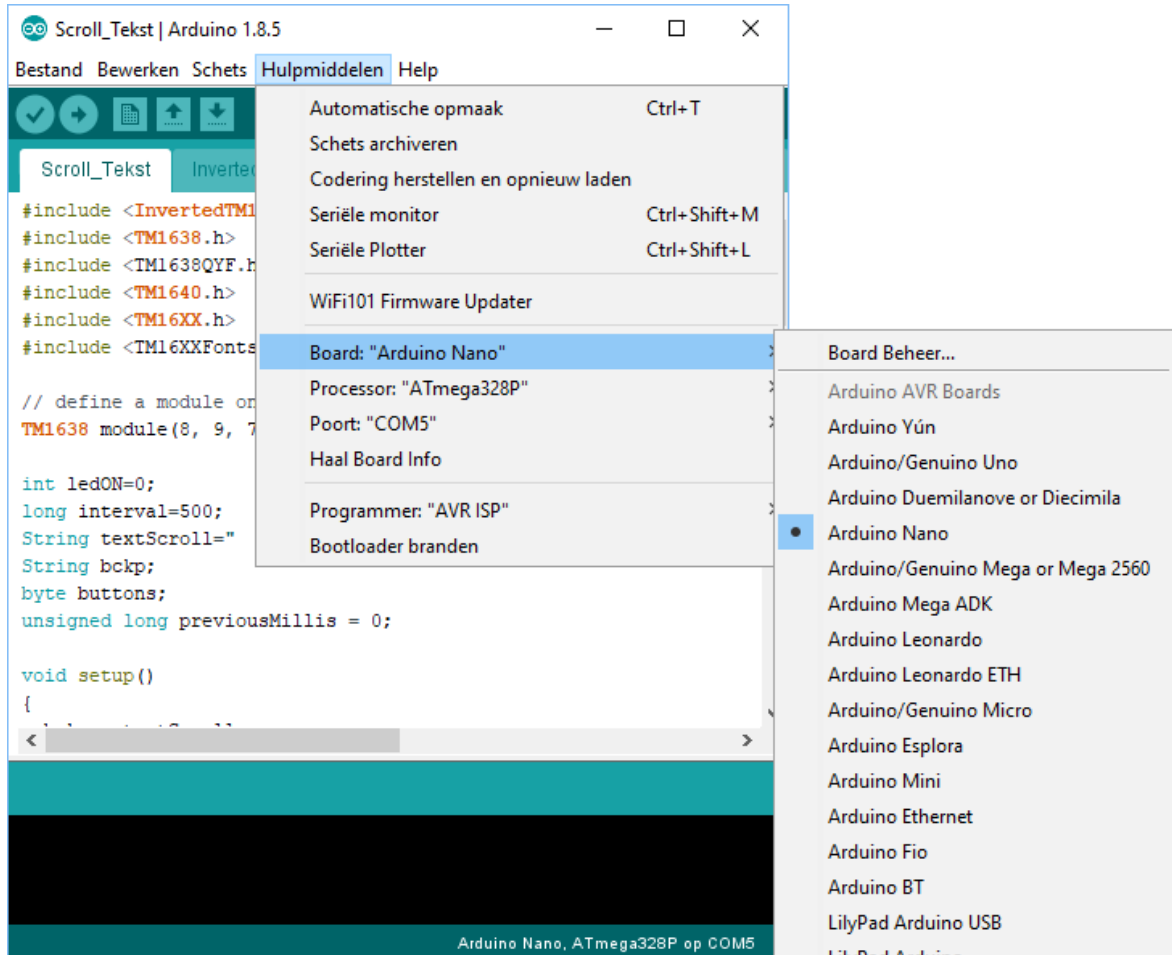 Scroll_Tekst | Arduino 1.8.5
Bestand Bewerken Schets Hulpmiddelen Help
Automatische opmaak Ctrl+T
Schets archiveren
Codering herstellen en opnieuw laden
Seriële monitor Ctrl+Shift+M
Seriële Plotter Ctrl+Shift+L
WiFi101 Firmware Updater
Board: "Arduino Nano"
Processor: "ATmega328P"
Poort: "COM5"
Haal Board Info
Programmer: "AVR ISP"
Bootloader branden
Scroll_Tekst Inverted
#include <InvertedTM1
#include <TM1638.h>
#include <TM1638QYF.h
#include <TM1640.h>
#include <TM16XX.h>
#include <TM16XXFonts
// define a module on
TM1638 module(8, 9, 7
int ledON=0;
long interval=500;
String textScroll="
String bckp;
byte buttons;
unsigned long previousMillis = 0;
void setup()
{
Arduino Nano, ATmega328P op COM5
Board Beheer...
Arduino AVR Boards
Arduino Yún
Arduino/Genuino Uno
Arduino Duemilanove or Diecimila
Arduino Nano
Arduino/Genuino Mega or Mega 2560
Arduino Mega ADK
Arduino Leonardo
Arduino Leonardo ETH
Arduino/Genuino Micro
Arduino Esplora
Arduino Mini
Arduino Ethernet
Arduino Fio
Arduino BT
LilyPad Arduino USB